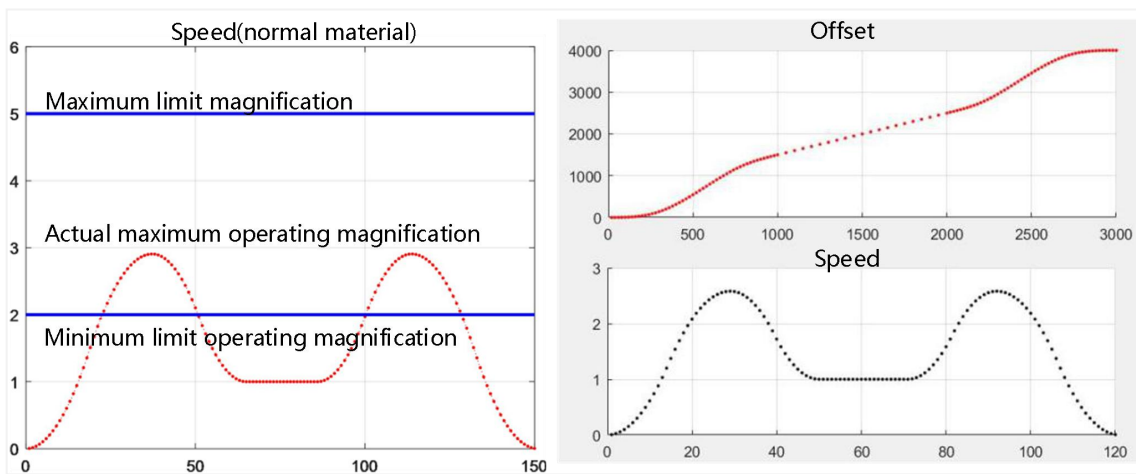 Speed(normal material)
6
Maximum limit magnification
5
4
Actual maximum operating magnification
3
2
Minimum limit operating magnification
1
0
0 50 100 150
Offset
4000
3000
2000
1000
0
0 500 1000 1500 2000 2500 3000
Speed
3
2
1
0
0 20 40 60 80 100 120